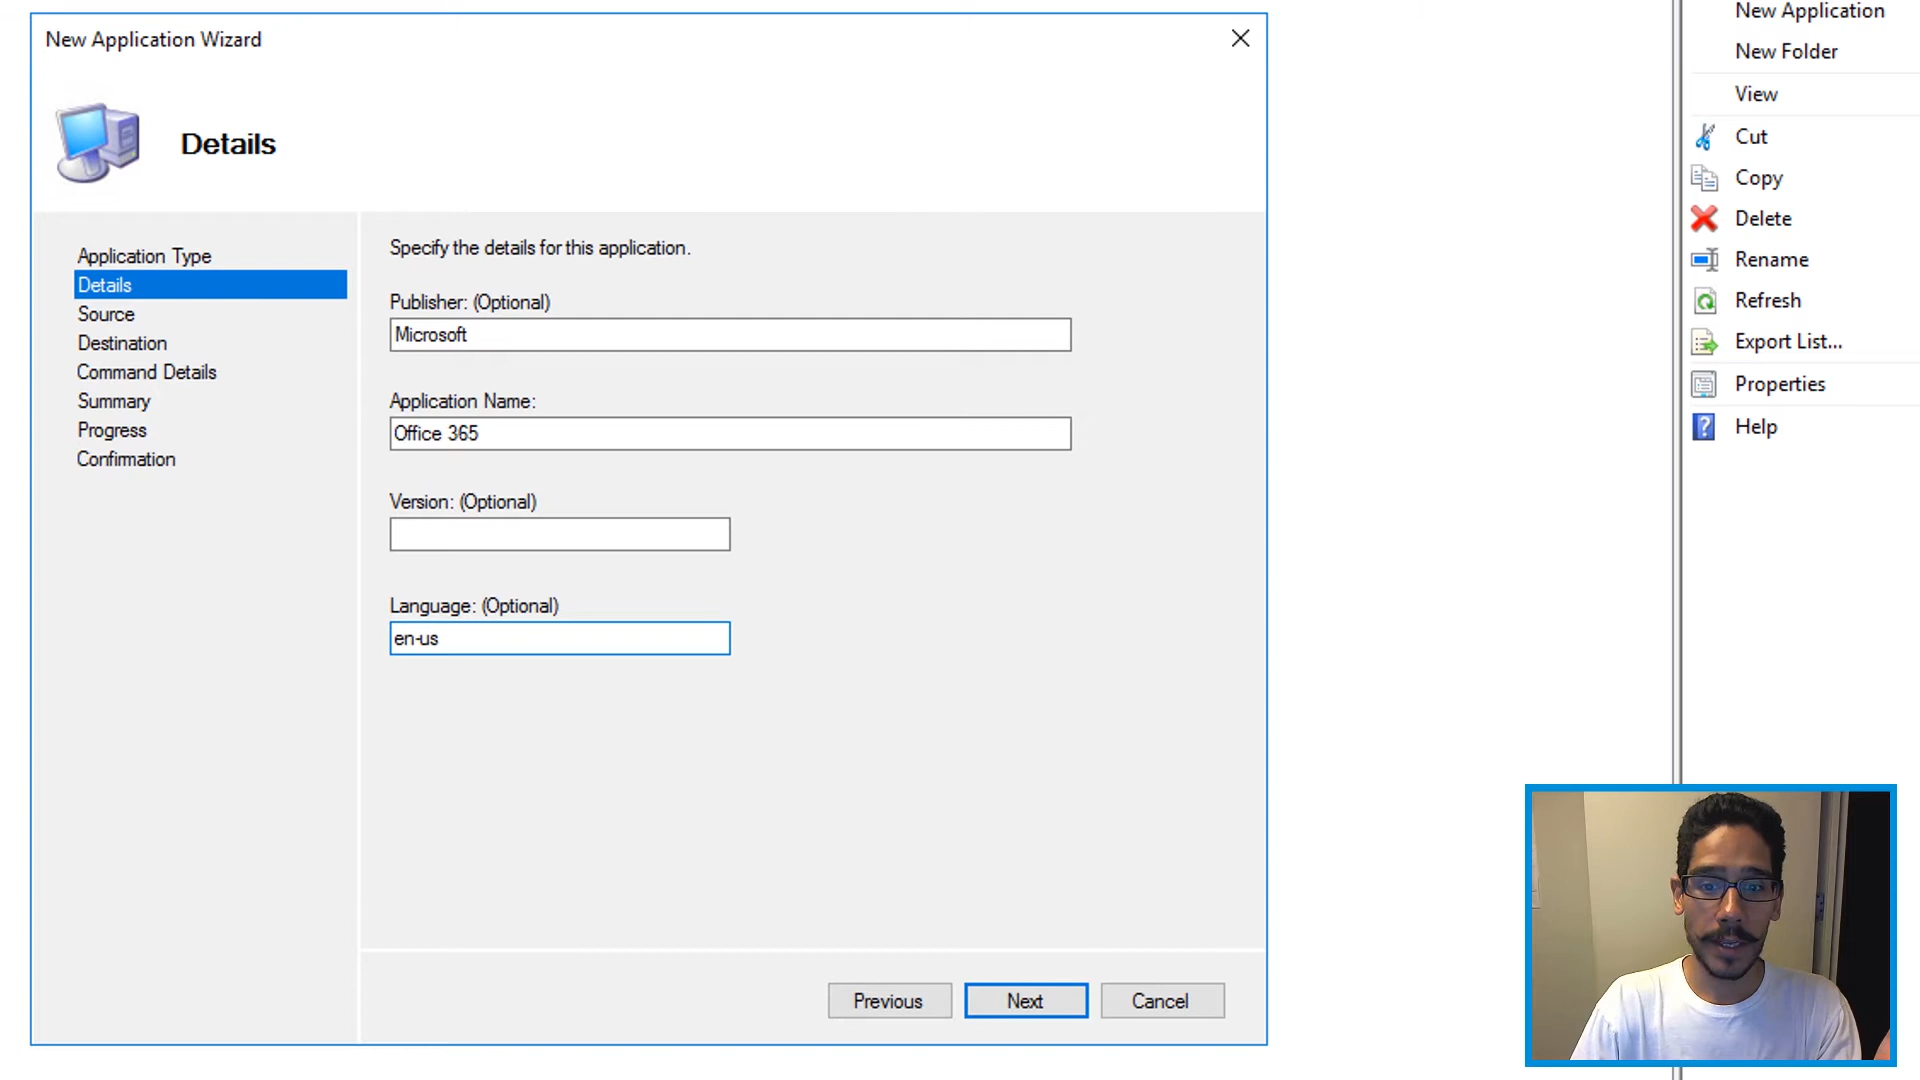 New Application Wizard
Details
Application Type
Details
Source
Destination
Command Details
Summary
Progress
Confirmation
Specify the details for this application.
Publisher: (Optional)
Microsoft
Application Name:
Office 365
Version: (Optional)
Language: (Optional)
en-us
Previous
Next
Cancel
New Application
New Folder
View
Cut
Copy
Delete
Rename
Refresh
Export List...
Properties
Help